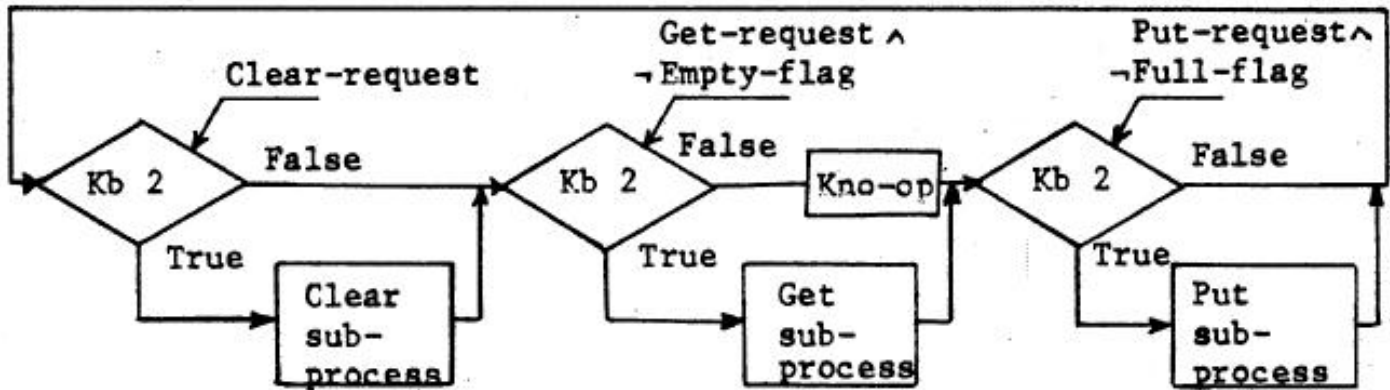 Get-request ∧
Put-request∧
Clear-request
¬Empty-flag
¬Full-flag
False
False
False
Kb 2
Kb 2
Kno-op
Kb 2
True
True
True
Clear
sub-
process
Get
sub-
process
Put
sub-
process